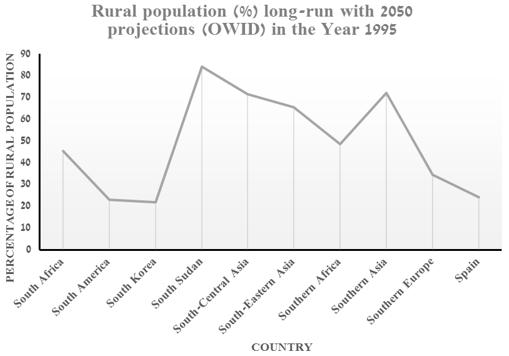 Rural population (%) long-run with 2050
projections (OWID) in the Year 1995
PERCENTAGE OF RURAL POPULATION
90
80
70
60
50
40
30
20
10
0
South Africa
South America
South Korea
South Sudan
South-Central Asia
South-Eastern Asia
Southern Africa
Southern Asia
Southern Europe
Spain
COUNTRY